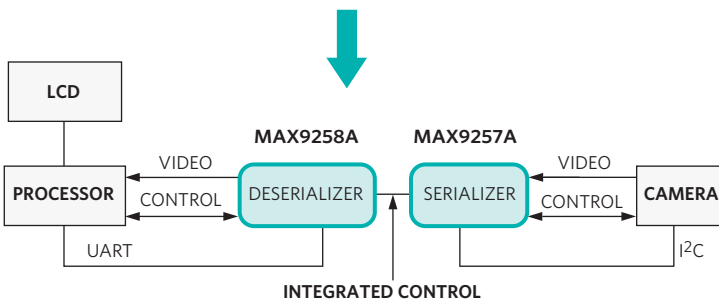 LCD
MAX9258A
MAX9257A
VIDEO
VIDEO
PROCESSOR
DESERIALIZER
SERIALIZER
CAMERA
CONTROL
CONTROL
UART
I²C
INTEGRATED CONTROL